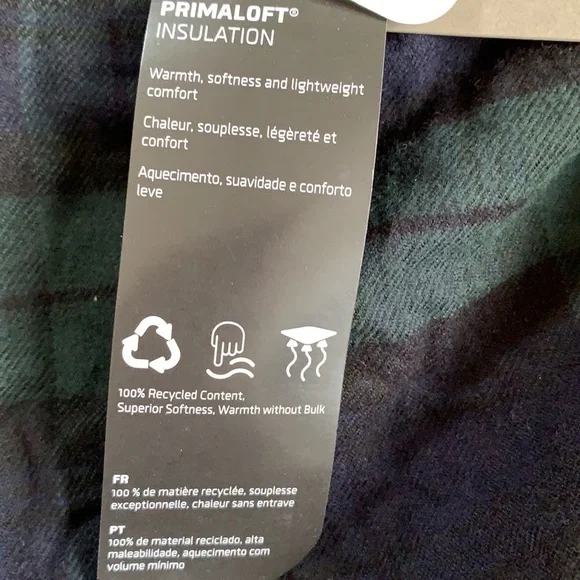 PRIMALOFT®
INSULATION
Warmth, softness and lightweight
comfort
Chaleur, souplesse, légèreté et
confort
Aquecimento, suavidade e conforto
leve
100% Recycled Content,
Superior Softness, Warmth without Bulk
FR
100 % de matière recyclée, souplesse
exceptionnelle, chaleur sans entrave
PT
100% de material reciclado, alta
maleabilidade, aquecimento com
volume mínimo